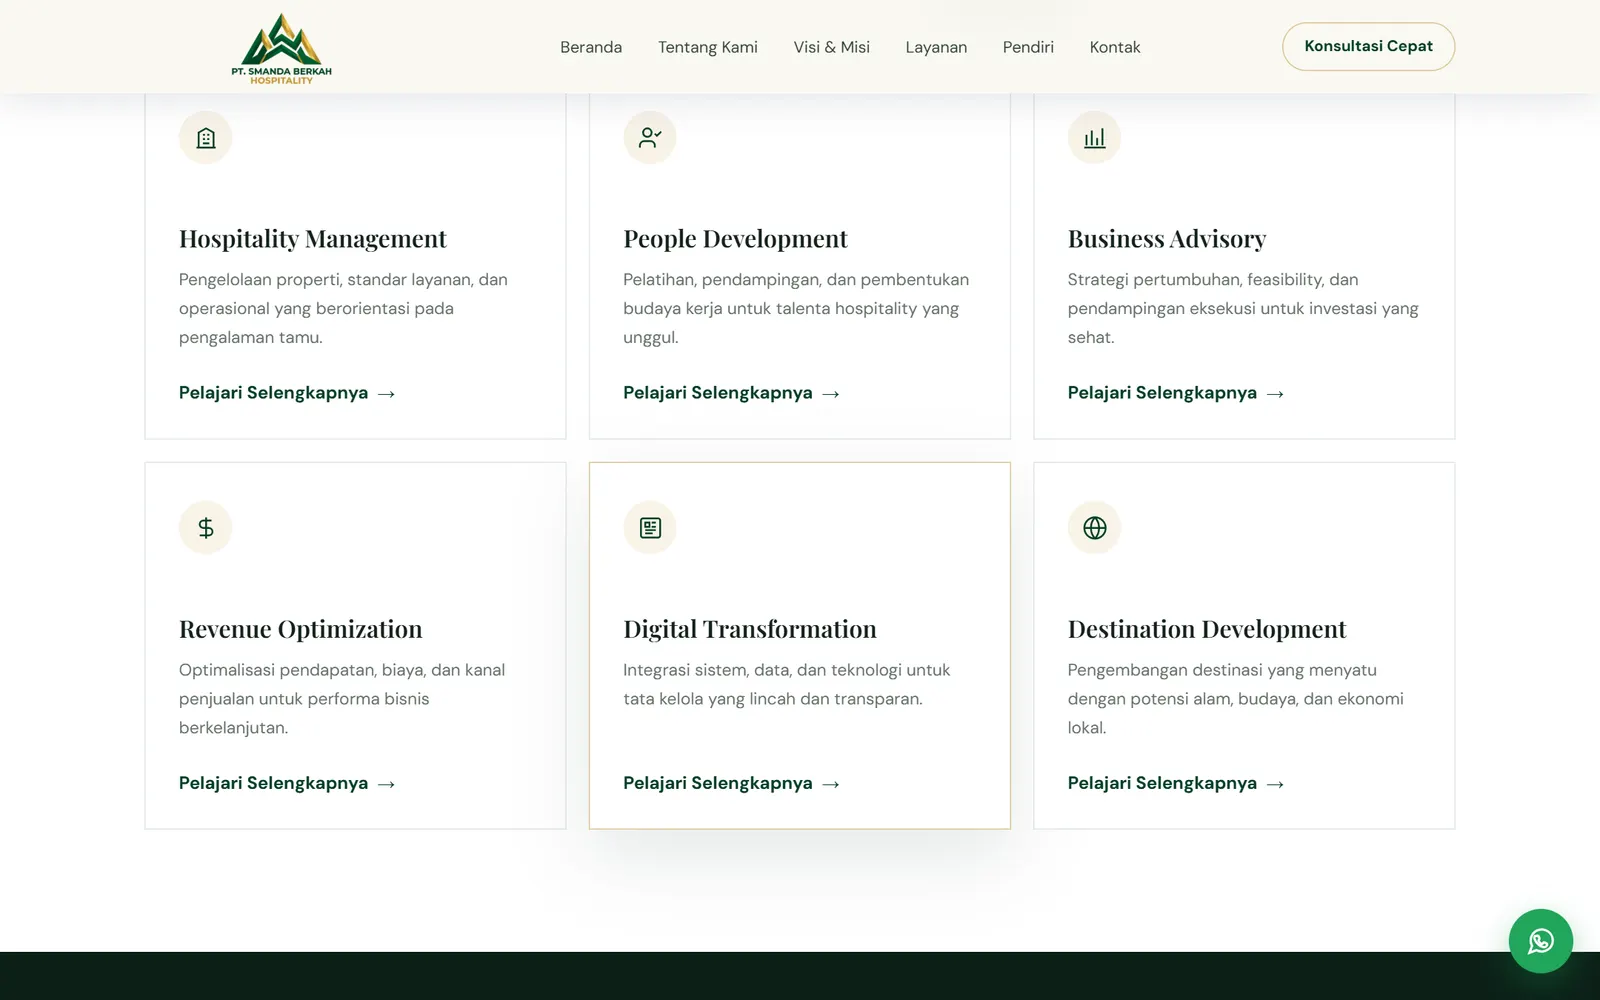 PT. SMANDA BERKAH
HOSPITALITY
Beranda
Tentang Kami
Visi & Misi
Layanan
Pendiri
Kontak
Konsultasi Cepat
Hospitality Management
Pengelolaan properti, standar layanan, dan
operasional yang berorientasi pada
pengalaman tamu.
Pelajari Selengkapnya →
People Development
Pelatihan, pendampingan, dan pembentukan
budaya kerja untuk talenta hospitality yang
unggul.
Pelajari Selengkapnya →
Business Advisory
Strategi pertumbuhan, feasibility, dan
pendampingan eksekusi untuk investasi yang
sehat.
Pelajari Selengkapnya →
Revenue Optimization
Optimalisasi pendapatan, biaya, dan kanal
penjualan untuk performa bisnis
berkelanjutan.
Pelajari Selengkapnya →
Digital Transformation
Integrasi sistem, data, dan teknologi untuk
tata kelola yang lincah dan transparan.
Pelajari Selengkapnya →
Destination Development
Pengembangan destinasi yang menyatu
dengan potensi alam, budaya, dan ekonomi
lokal.
Pelajari Selengkapnya →